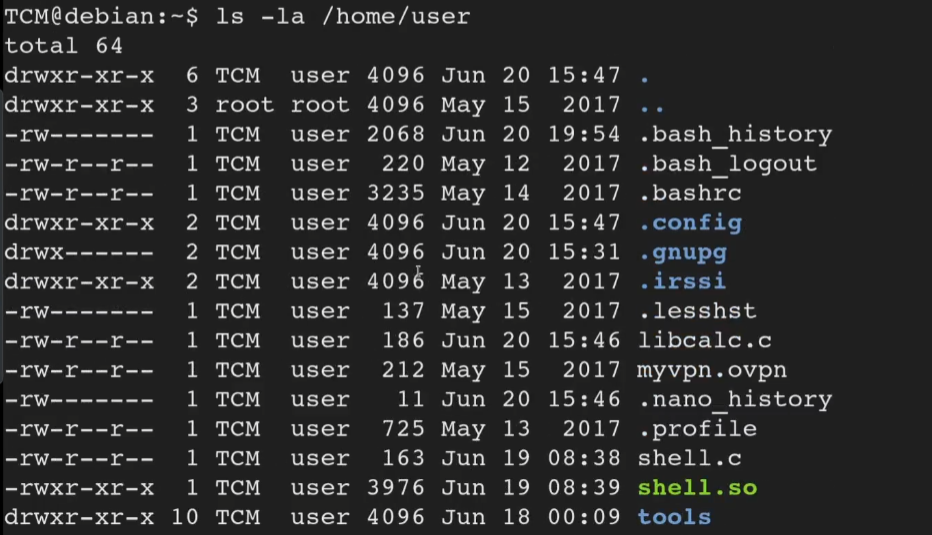 TCM@debian:~$ ls -la /home/user
total 64
drwxr-xr-x  6 TCM  user 4096 Jun 20 15:47 .
drwxr-xr-x  3 root root 4096 May 15  2017 ..
-rw-------  1 TCM  user 2068 Jun 20 19:54 .bash_history
-rw-r--r--  1 TCM  user  220 May 12  2017 .bash_logout
-rw-r--r--  1 TCM  user 3235 May 14  2017 .bashrc
drwxr-xr-x  2 TCM  user 4096 Jun 20 15:47 .config
drwx------  2 TCM  user 4096 Jun 20 15:31 .gnupg
drwxr-xr-x  2 TCM  user 4096 May 13  2017 .irssi
-rw-------  1 TCM  user  137 May 15  2017 .lesshst
-rw-r--r--  1 TCM  user  186 Jun 20 15:46 libcalc.c
-rw-r--r--  1 TCM  user  212 May 15  2017 myvpn.ovpn
-rw-------  1 TCM  user   11 Jun 20 15:46 .nano_history
-rw-r--r--  1 TCM  user  725 May 13  2017 .profile
-rw-r--r--  1 TCM  user  163 Jun 19 08:38 shell.c
-rwxr-xr-x  1 TCM  user 3976 Jun 19 08:39 shell.so
drwxr-xr-x 10 TCM  user 4096 Jun 18 00:09 tools